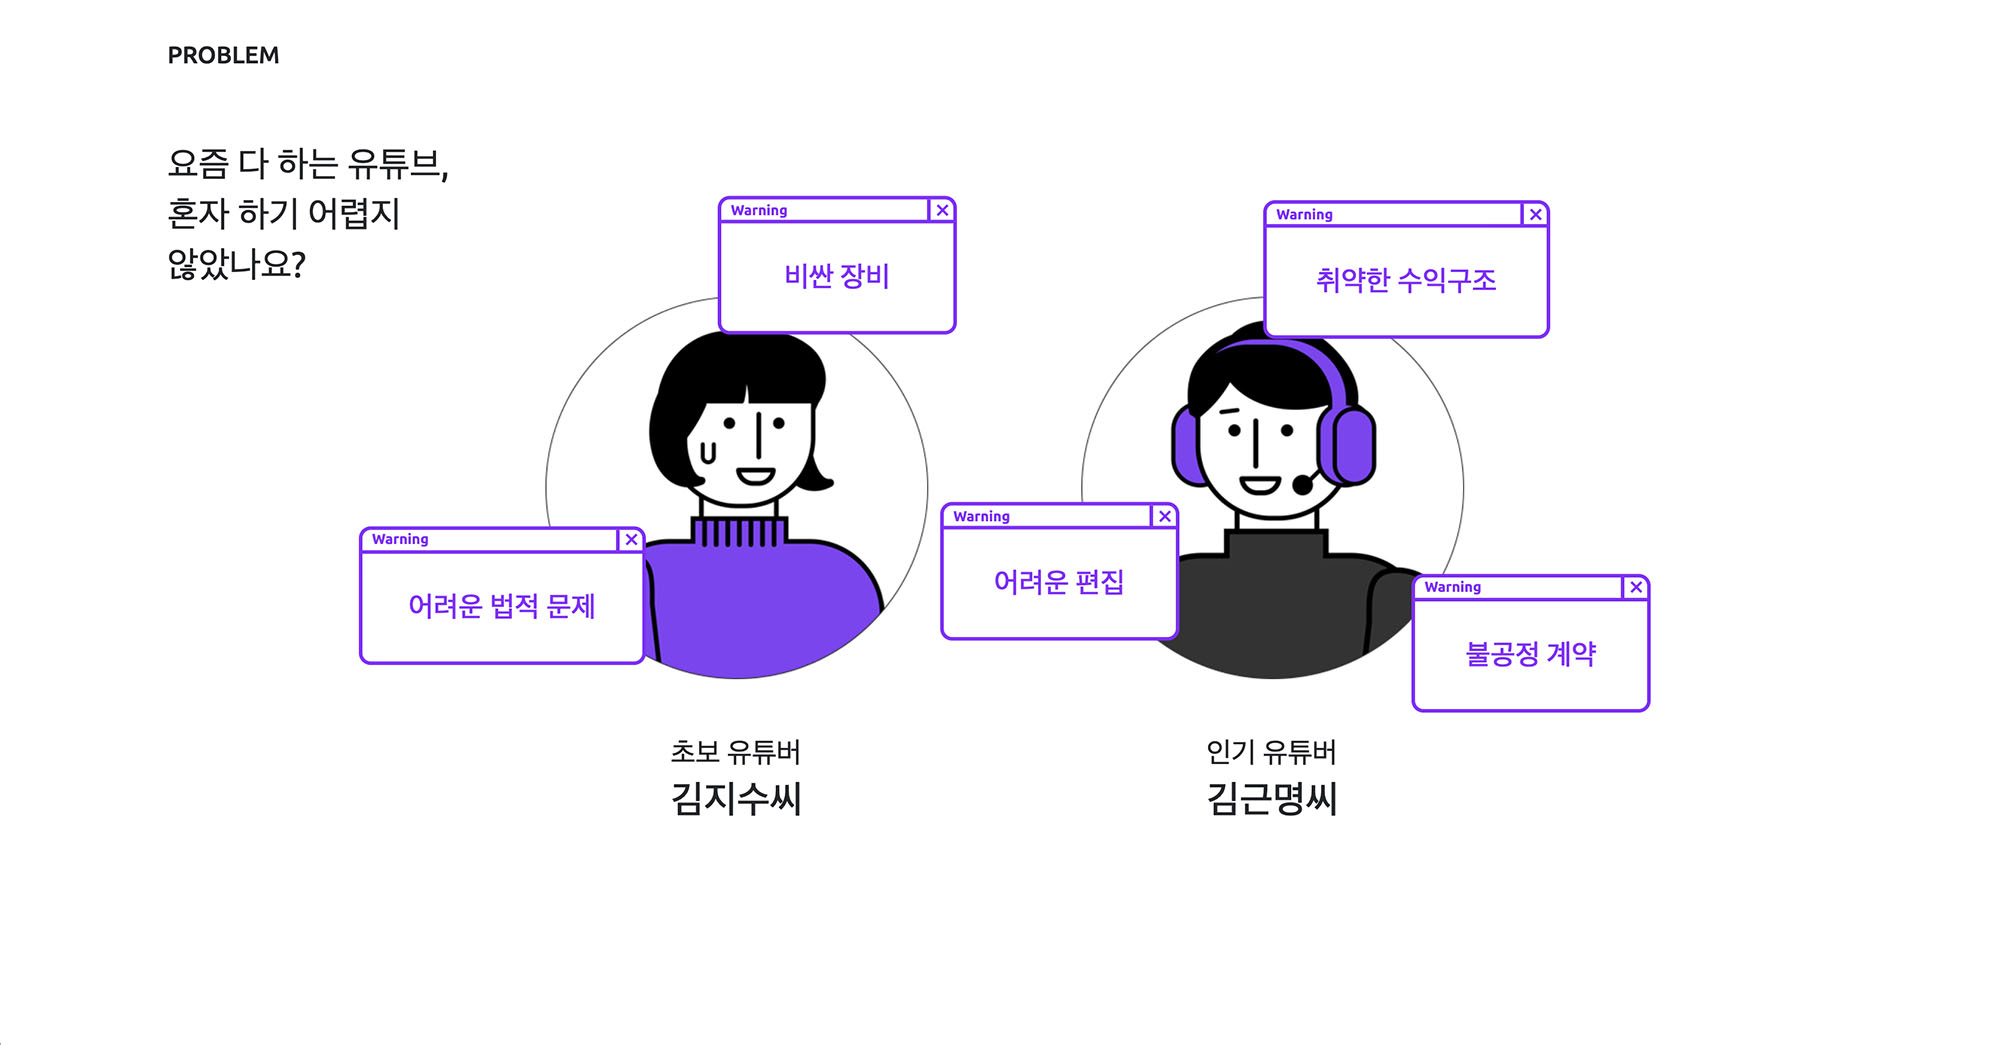 PROBLEM
요즘 다 하는 유튜브,
혼자 하기 어렵지
않았나요?
Warning
비싼 장비
Warning
어려운 법적 문제
초보 유튜버
김지수씨
Warning
취약한 수익구조
Warning
어려운 편집
Warning
불공정 계약
인기 유튜버
김근명씨